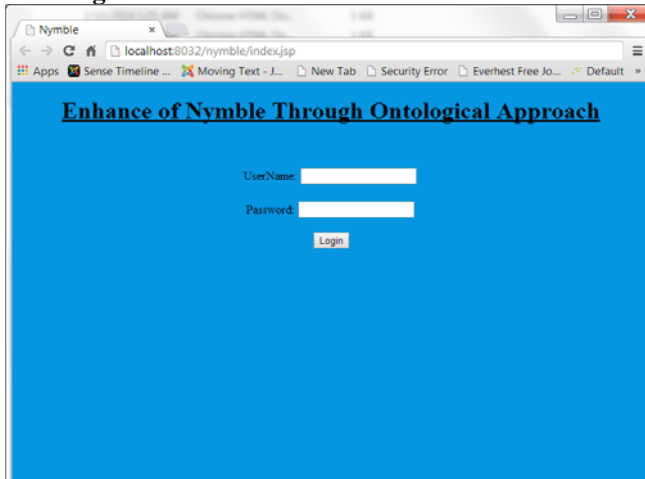 Nymble
localhost:8032/nymble/index.jsp
Apps Sense Timeline ... Moving Text - J... New Tab Security Error Everhest Free Jo... Default »
Enhance of Nymble Through Ontological Approach
UserName:
Password:
Login